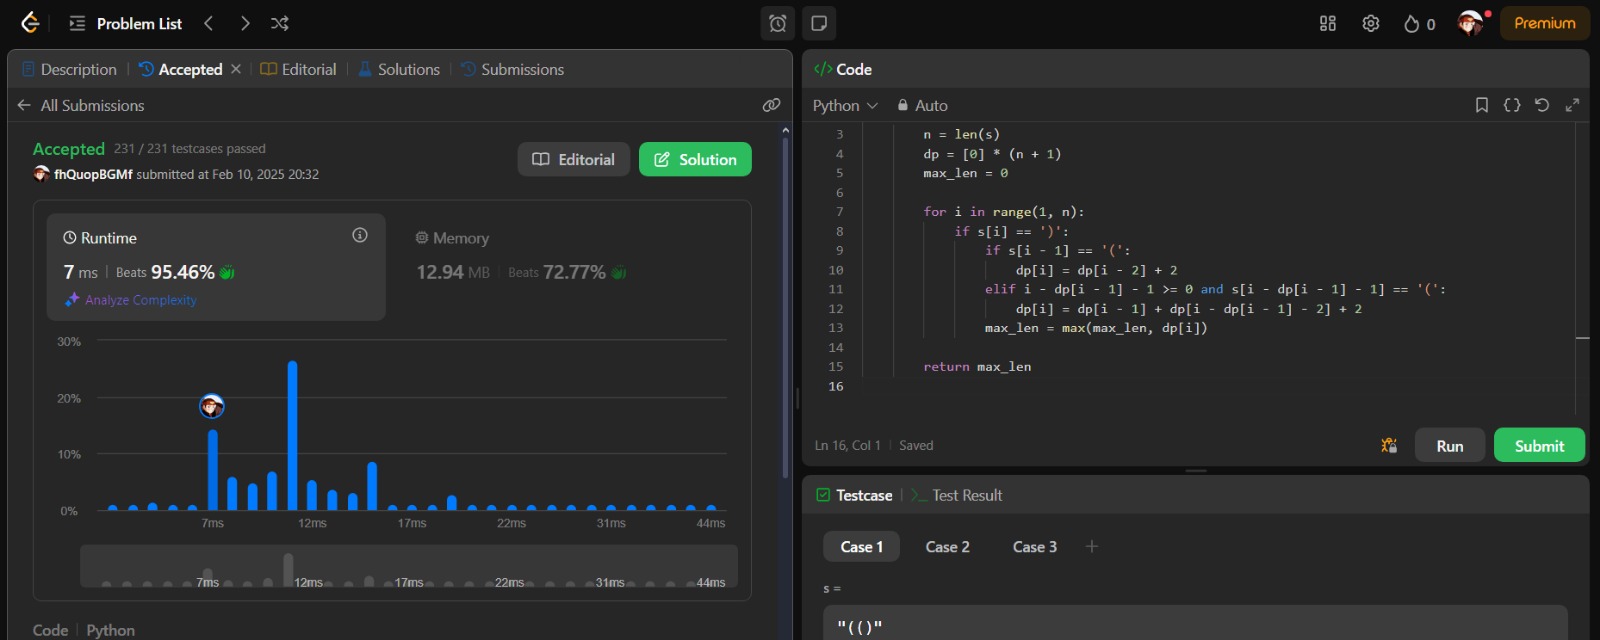 Problem List
0
Premium
Description | Accepted × | Editorial | Solutions | Submissions
All Submissions
Accepted 231 / 231 testcases passed
fhQuopBGMf submitted at Feb 10, 2025 20:32
Editorial
Solution
Runtime
7 ms | Beats 95.46%
Analyze Complexity
Memory
12.94 MB | Beats 72.77%
30%
20%
10%
0%
7ms 12ms 17ms 22ms 31ms 44ms
7ms 12ms 17ms 22ms 31ms 44ms
Code | Python
</> Code
Python Auto
{}
3 n = len(s)
4 dp = [0] * (n + 1)
5 max_len = 0
6
7 for i in range(1, n):
8 if s[i] == ')':
9 if s[i - 1] == '(':
10 dp[i] = dp[i - 2] + 2
11 elif i - dp[i - 1] - 1 >= 0 and s[i - dp[i - 1] - 1] == '(':
12 dp[i] = dp[i - 1] + dp[i - dp[i - 1] - 2] + 2
13 max_len = max(max_len, dp[i])
14
15 return max_len
16
Ln 16, Col 1 | Saved
Run
Submit
Testcase | >_ Test Result
Case 1 Case 2 Case 3 +
s =
"(()"